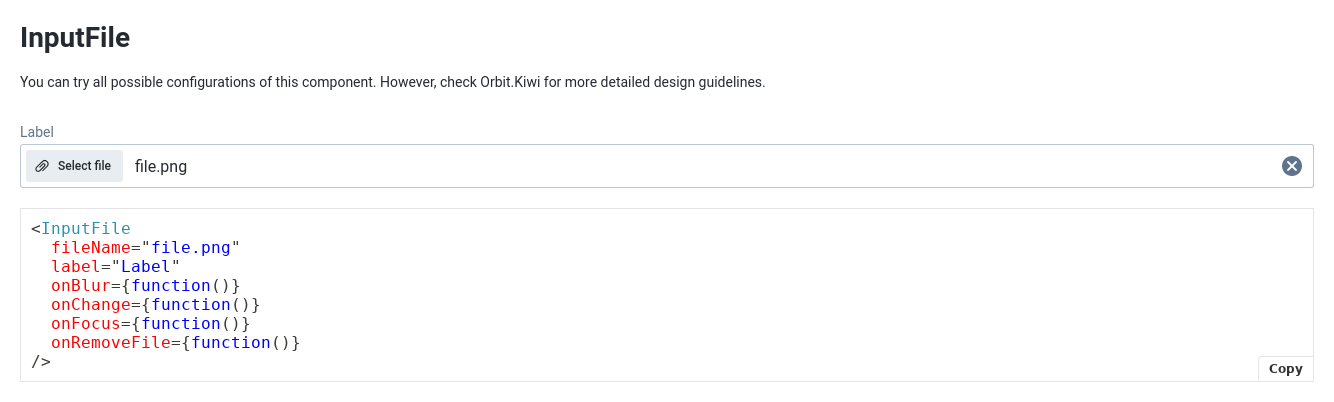 InputFile
You can try all possible configurations of this component. However, check Orbit.Kiwi for more detailed design guidelines.
Label
Select file file.png
<InputFile
  fileName="file.png"
  label="Label"
  onBlur={function()}
  onChange={function()}
  onFocus={function()}
  onRemoveFile={function()}
/>
Copy